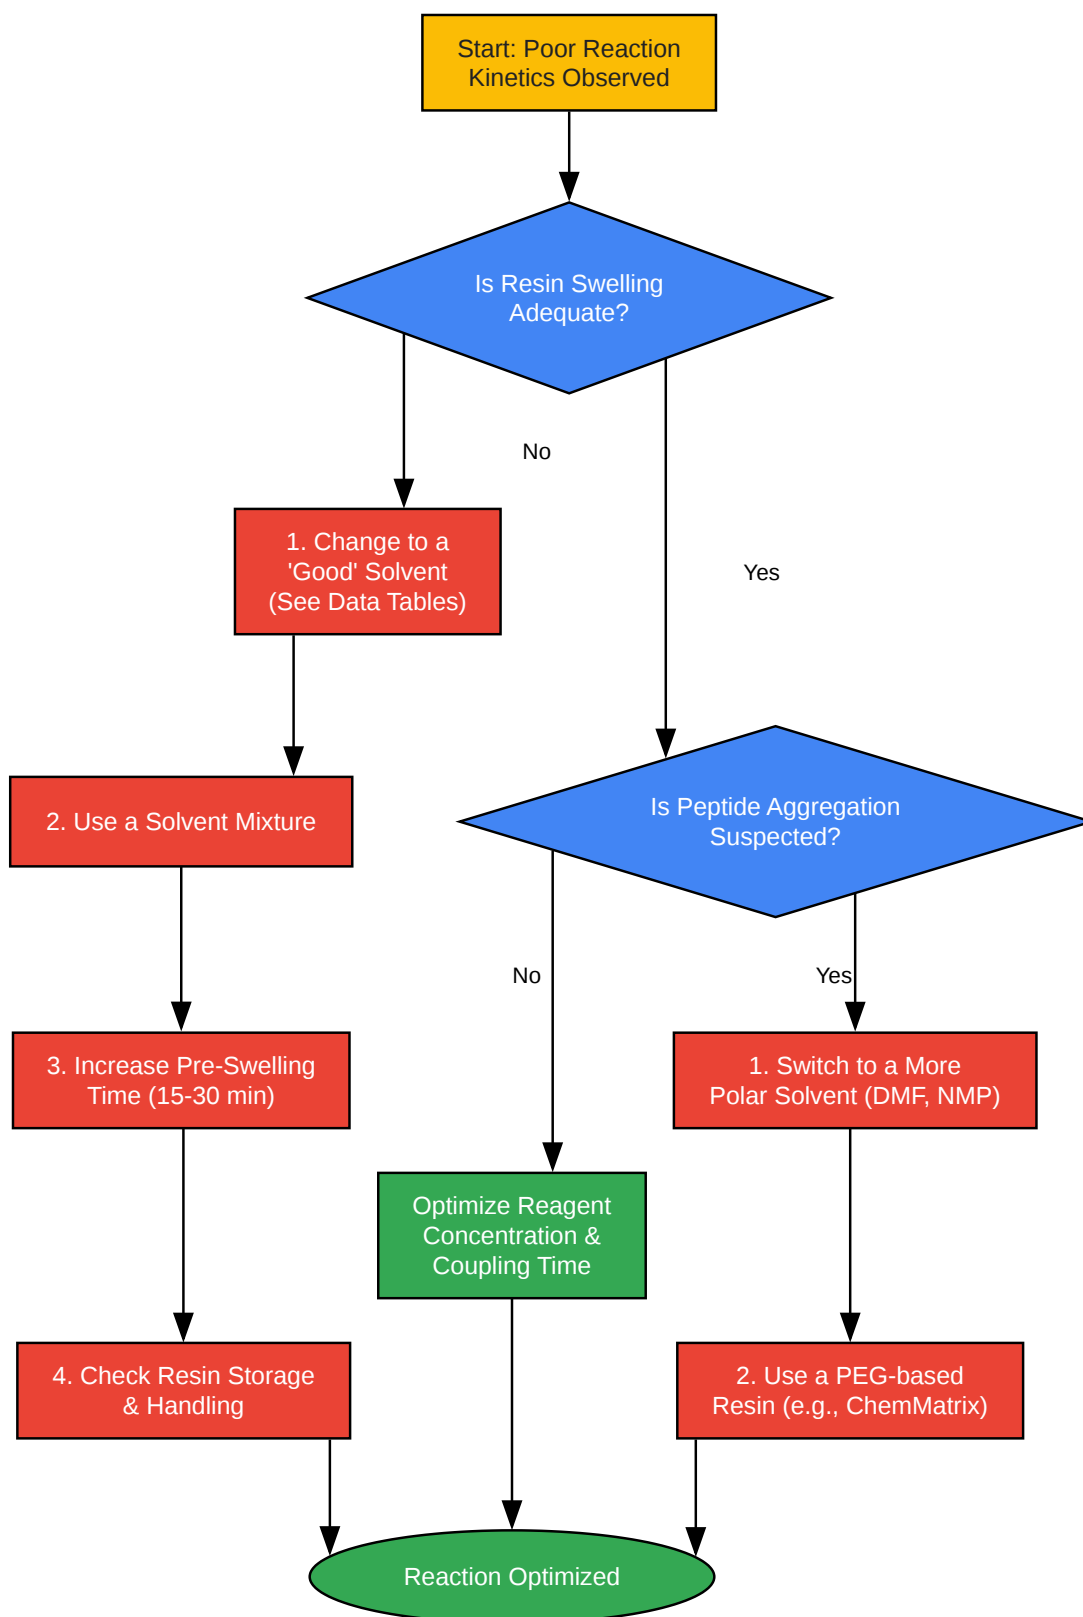 Start: Poor Reaction
Kinetics Observed
Is Resin Swelling
Adequate?
No
Yes
1. Change to a
'Good' Solvent
(See Data Tables)
2. Use a Solvent Mixture
Is Peptide Aggregation
Suspected?
No
Yes
3. Increase Pre-Swelling
Time (15-30 min)
1. Switch to a More
Polar Solvent (DMF, NMP)
Optimize Reagent
Concentration &
Coupling Time
4. Check Resin Storage
& Handling
2. Use a PEG-based
Resin (e.g., ChemMatrix)
Reaction Optimized